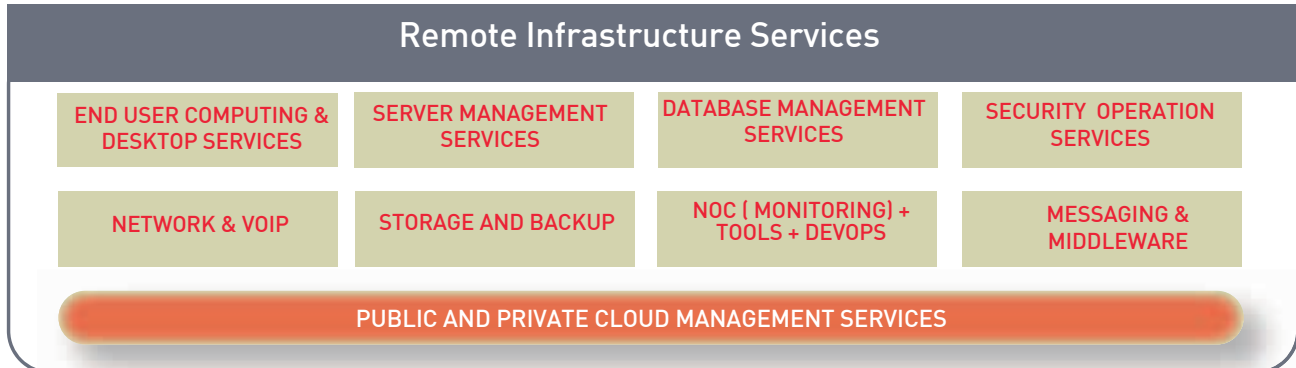 Remote Infrastructure Services
END USER COMPUTING &
DESKTOP SERVICES
SERVER MANAGEMENT
SERVICES
DATABASE MANAGEMENT
SERVICES
SECURITY OPERATION
SERVICES
NETWORK & VOIP
STORAGE AND BACKUP
NOC ( MONITORING) +
TOOLS + DEVOPS
MESSAGING &
MIDDLEWARE
PUBLIC AND PRIVATE CLOUD MANAGEMENT SERVICES